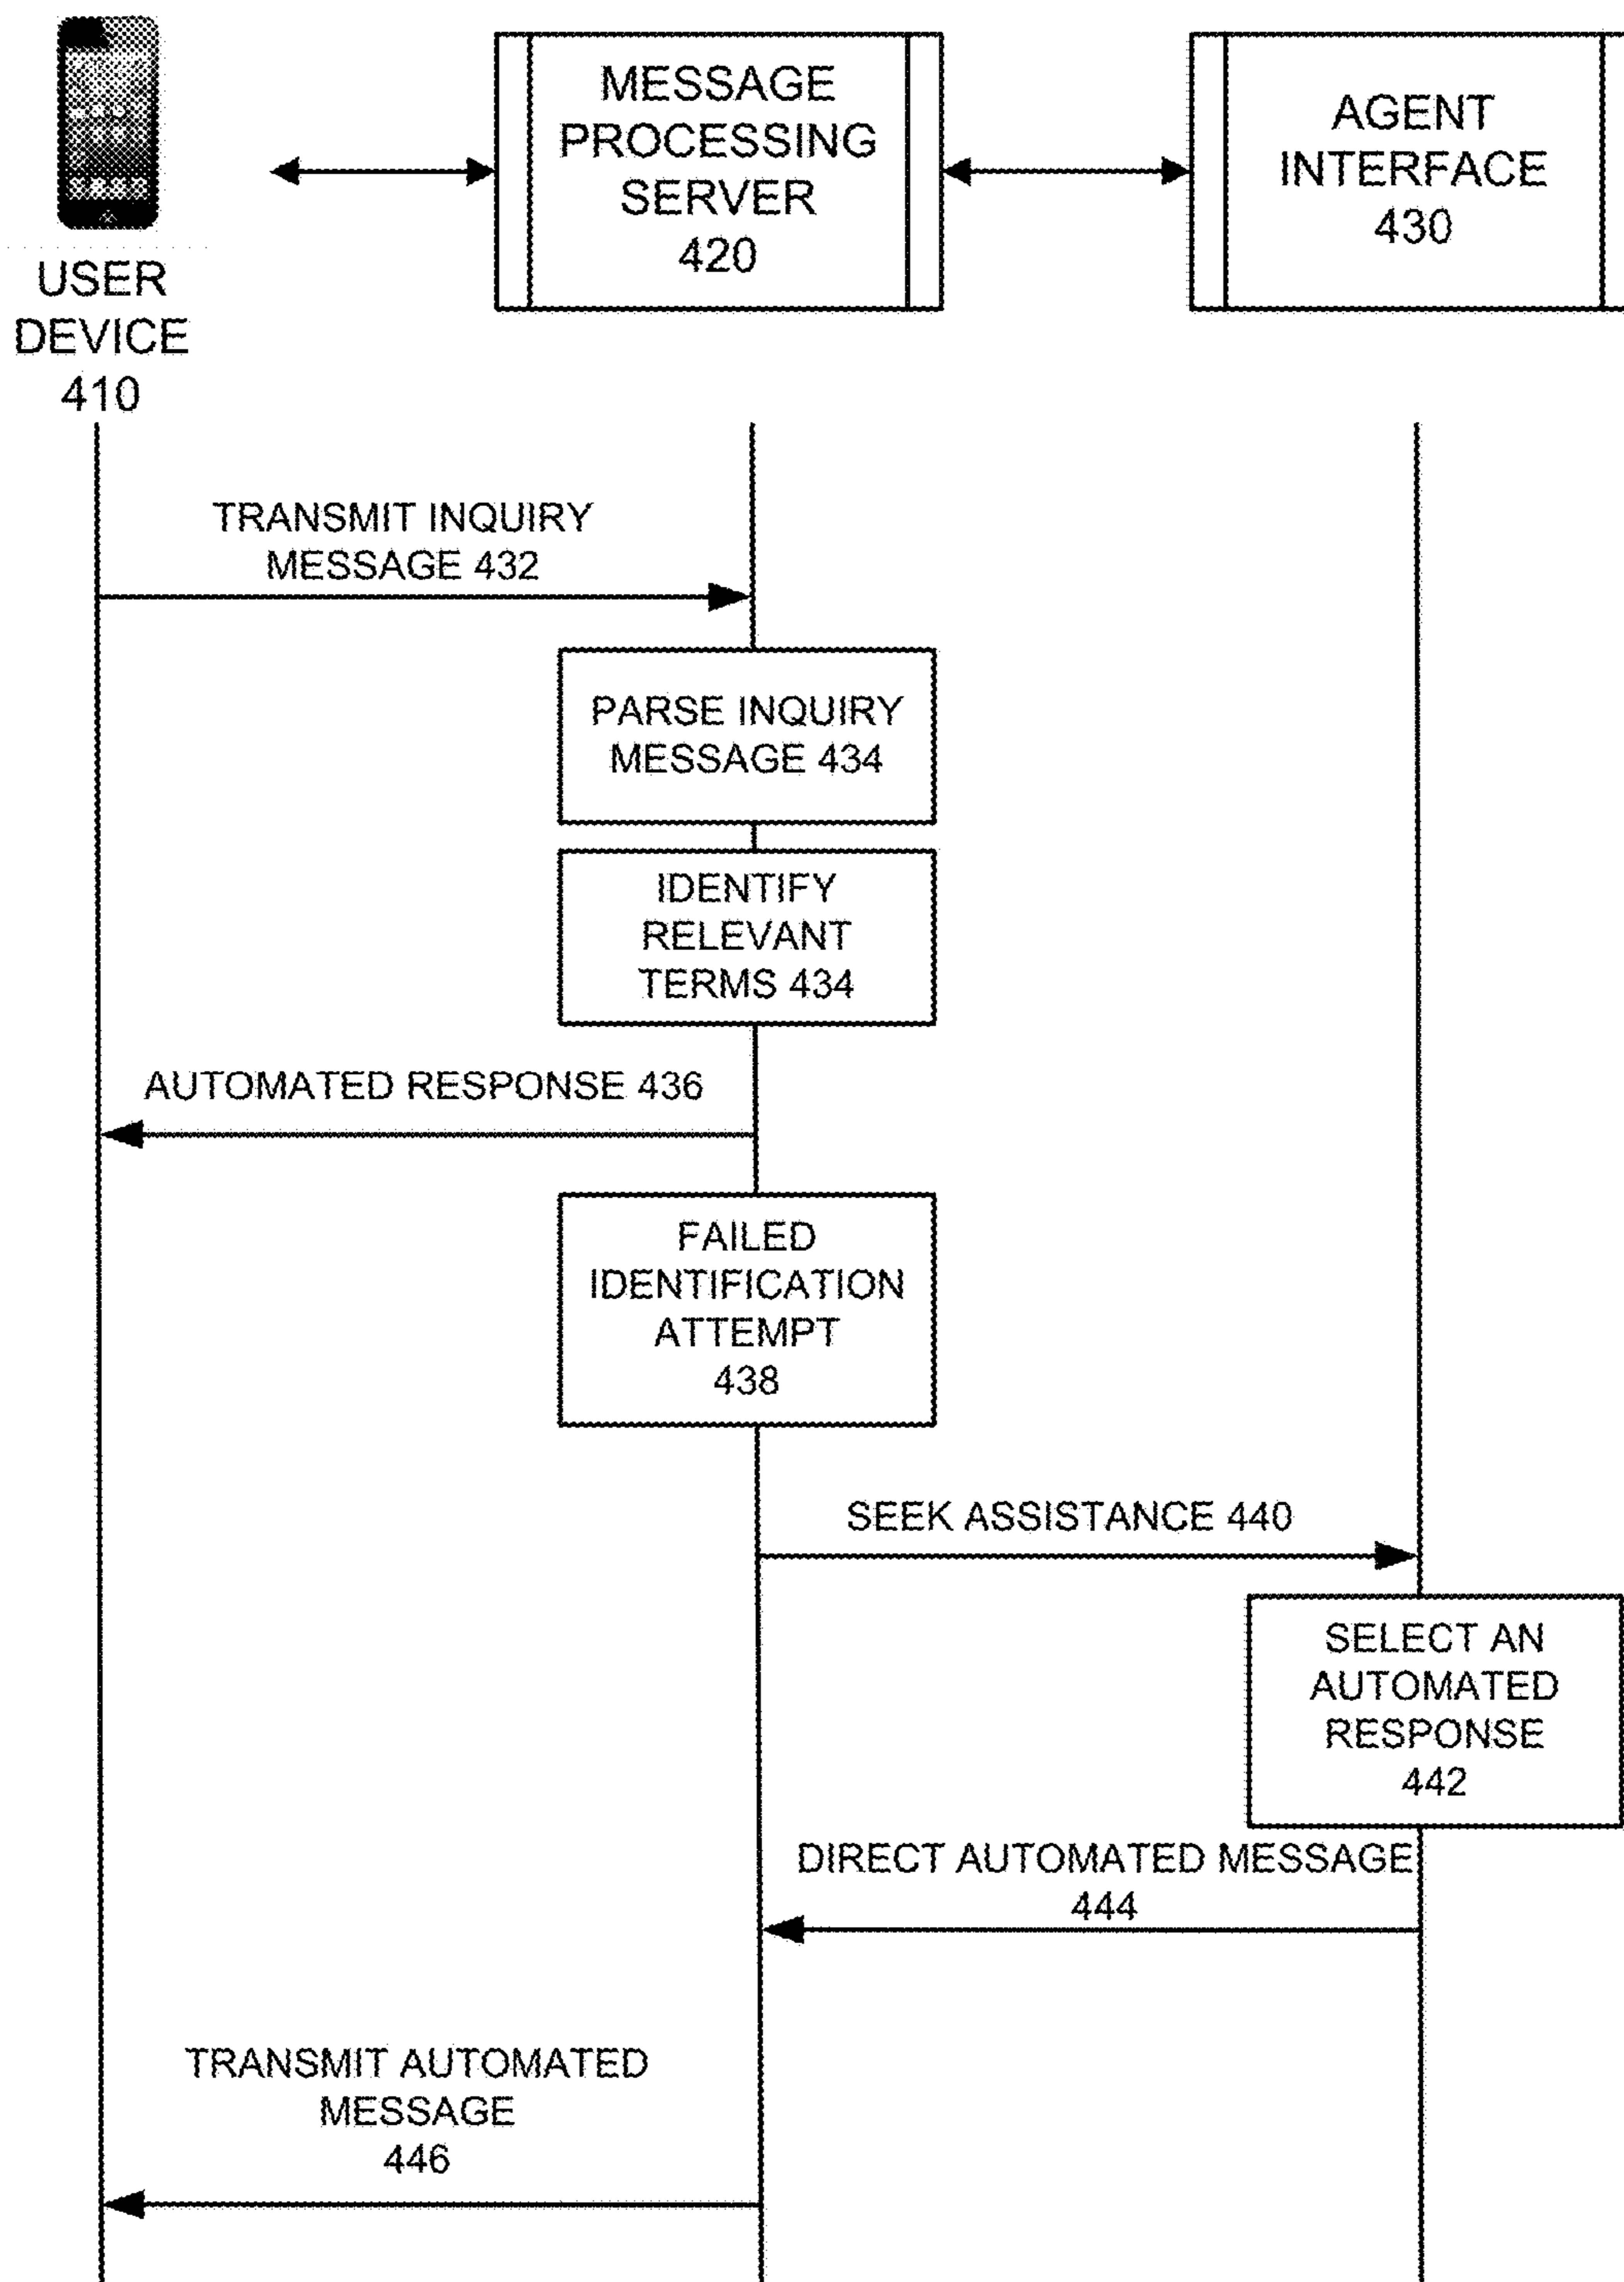 USER
DEVICE
410
MESSAGE
PROCESSING
SERVER
420
AGENT
INTERFACE
430
TRANSMIT INQUIRY
MESSAGE 432
PARSE INQUIRY
MESSAGE 434
IDENTIFY
RELEVANT
TERMS 434
AUTOMATED RESPONSE 436
FAILED
IDENTIFICATION
ATTEMPT
438
SEEK ASSISTANCE 440
SELECT AN
AUTOMATED
RESPONSE
442
DIRECT AUTOMATED MESSAGE
444
TRANSMIT AUTOMATED
MESSAGE
446